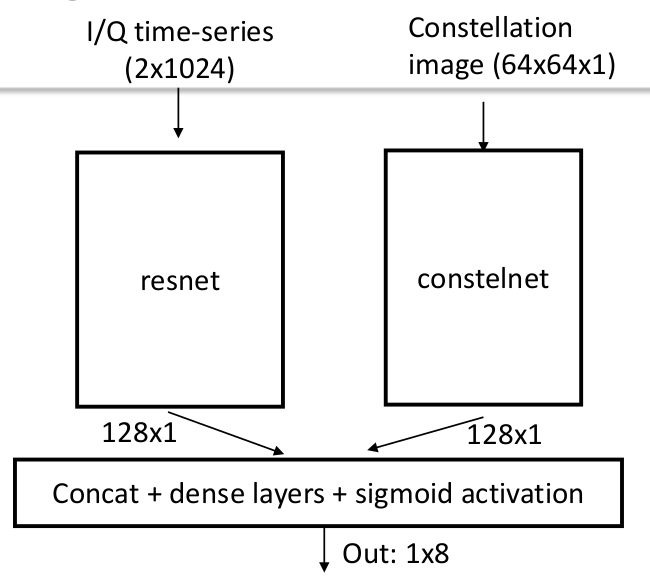 I/Q time-series
(2x1024)
Constellation
image (64x64x1)
resnet
constelnet
128x1
128x1
Concat + dense layers + sigmoid activation
Out: 1x8